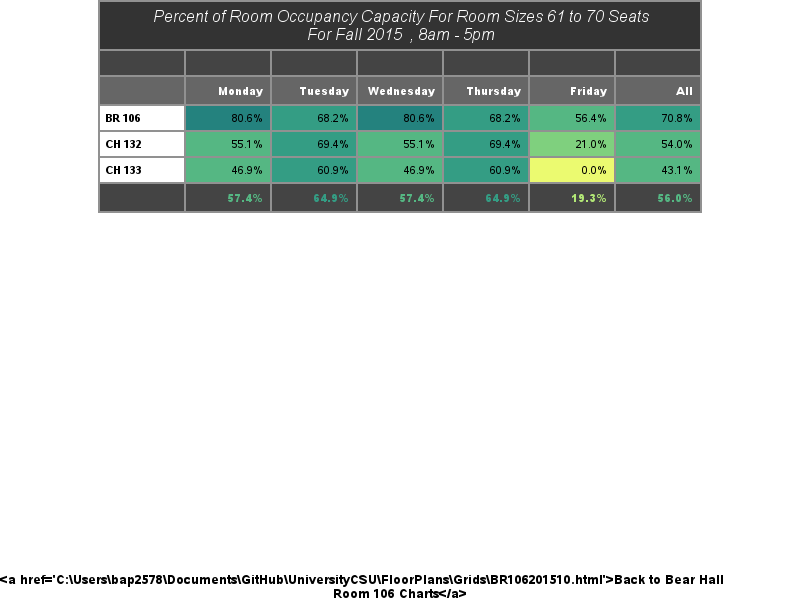 Percent of Room Occupancy Capacity For Room Sizes 61 to 70 Seats
For Fall 2015 , 8am - 5pm
Monday Tuesday Wednesday Thursday Friday All
BR 106 80.6% 68.2% 80.6% 68.2% 56.4% 70.8%
CH 132 55.1% 69.4% 55.1% 69.4% 21.0% 54.0%
CH 133 46.9% 60.9% 46.9% 60.9% 0.0% 43.1%
57.4% 64.9% 57.4% 64.9% 19.3% 56.0%
<a href='C:\Users\bap2578\Documents\GitHub\UniversityCSU\FloorPlans\Grids\BR106201510.html'>Back to Bear Hall
Room 106 Charts</a>